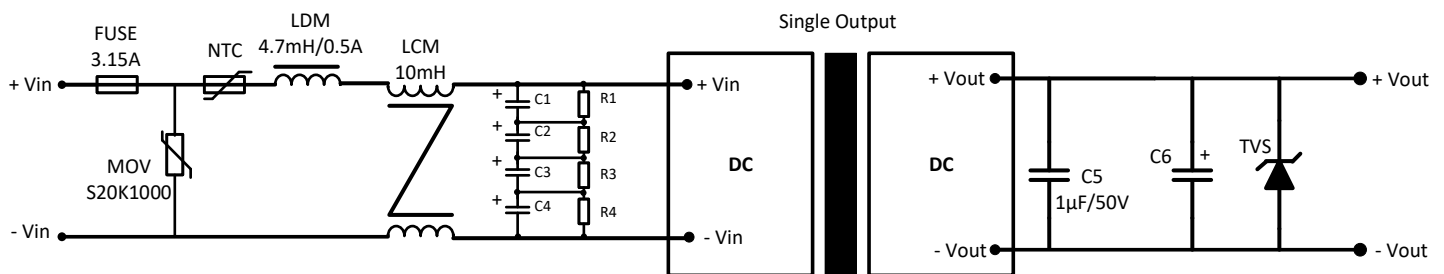 Single Output
FUSE
3.15A
NTC
LDM
4.7mH/0.5A
LCM
10mH
+ Vin
MOV
S20K1000
- Vin
+ C1
+ C2
+ C3
+ C4
R1
R2
R3
R4
+ Vin
DC
- Vin
+ Vout
DC
- Vout
C5
1µF/50V
C6 +
TVS
+ Vout
- Vout